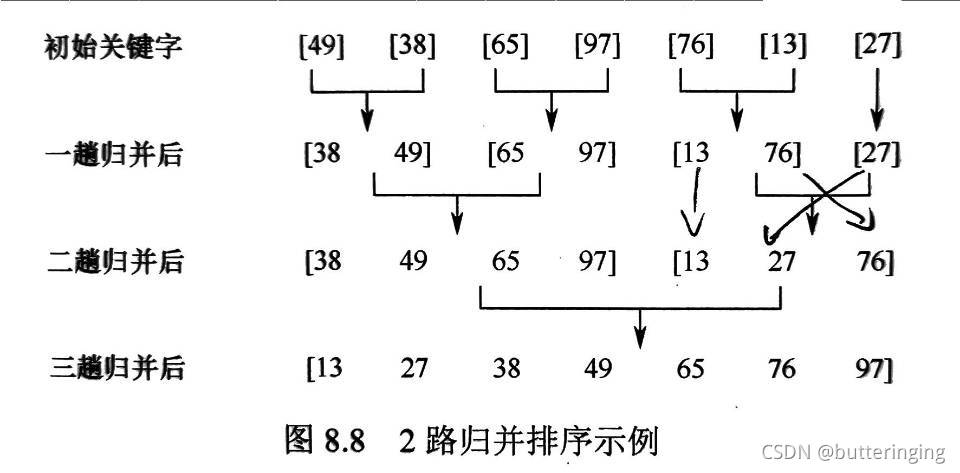 初始关键字 [49] [38] [65] [97] [76] [13] [27]
一趟归并后 [38 49] [65 97] [13 76] [27]
二趟归并后 [38 49 65 97] [13 27 76]
三趟归并后 [13 27 38 49 65 76 97]
图 8.8 2 路归并排序示例
CSDN @butteringing